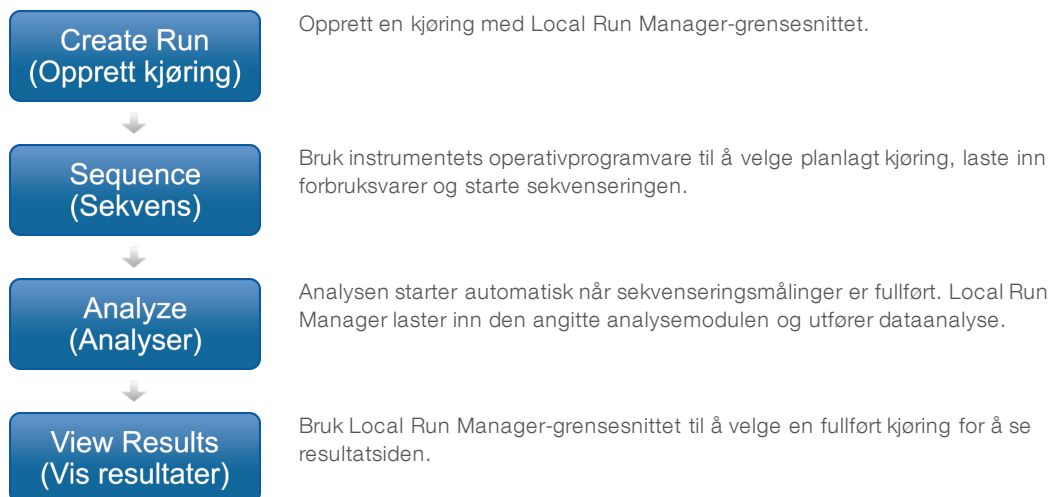 Create Run
(Opprett kjøring)
Opprett en kjøring med Local Run Manager-grensesnittet.
Sequence
(Sekvens)
Bruk instrumentets operativprogramvare til å velge planlagt kjøring, laste inn
forbruksvarer og starte sekvenseringen.
Analyze
(Analyser)
Analysen starter automatisk når sekvenseringsmålinger er fullført. Local Run
Manager laster inn den angitte analysemodulen og utfører dataanalyse.
View Results
(Vis resultater)
Bruk Local Run Manager-grensesnittet til å velge en fullført kjøring for å se
resultatsiden.